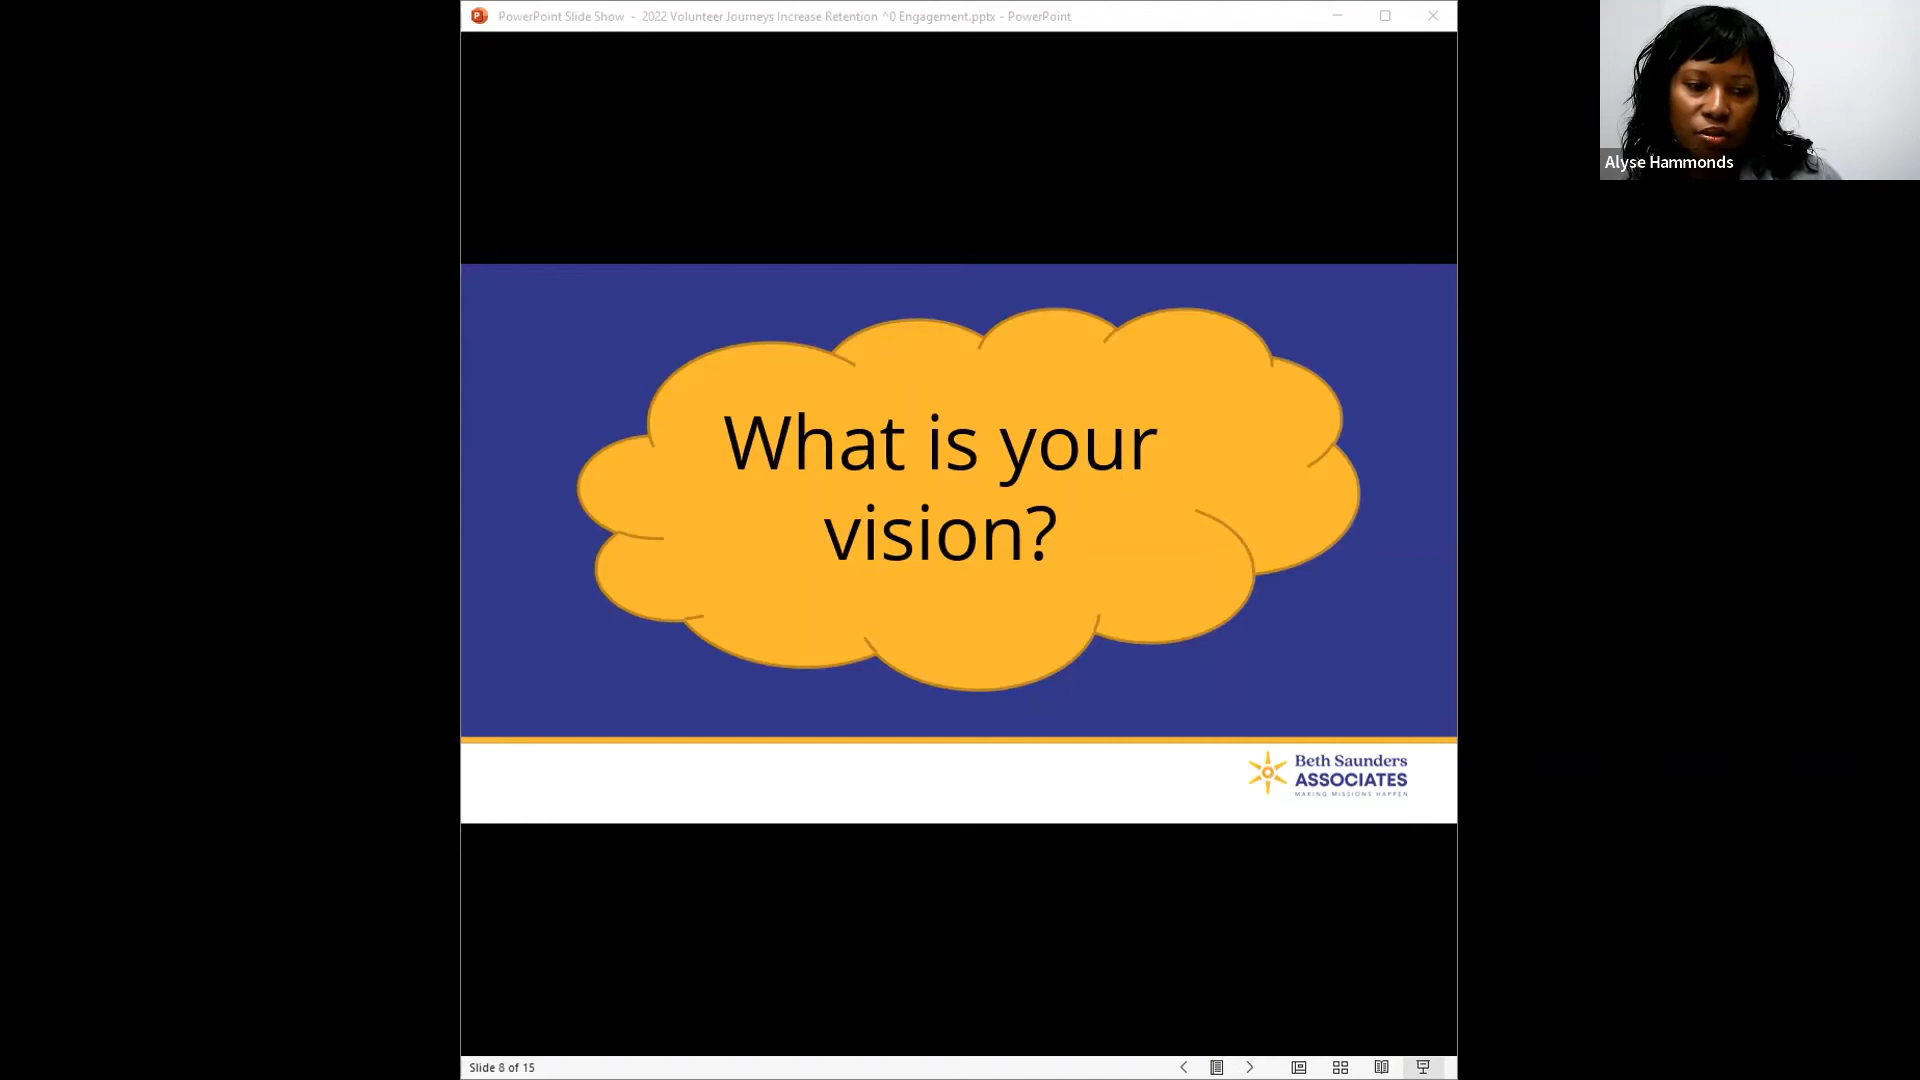 PowerPoint Slide Show - 2022 Volunteer Journeys Increase Retention ^0 Engagement.pptx - PowerPoint
Alyse Hammonds
What is your
vision?
Beth Saunders
ASSOCIATES
MAKING MISSIONS HAPPEN
Slide 8 of 15